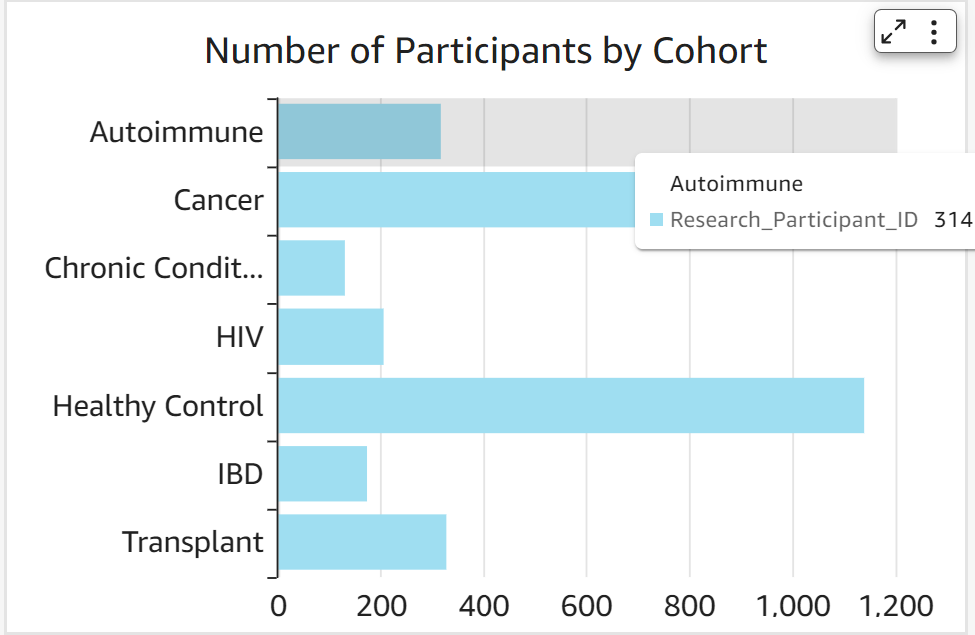 Number of Participants by Cohort
Autoimmune
Cancer
Chronic Condit...
HIV
Healthy Control
IBD
Transplant
Autoimmune
Research_Participant_ID 314
0 200 400 600 800 1,000 1,200